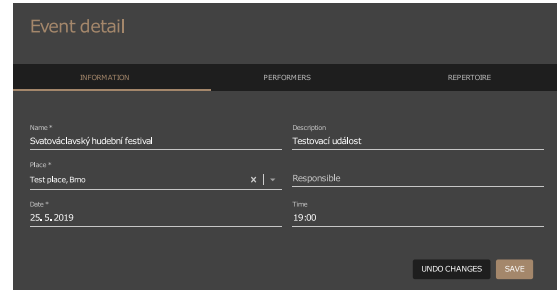 Event detail
INFORMATION PERFORMERS REPERTOIRE
Name * Description
Svatováclavský hudební festival Testovací událost
Place *
Test place, Brno x Responsible
Date * Time
25. 5. 2019 19:00
UNDO CHANGES SAVE